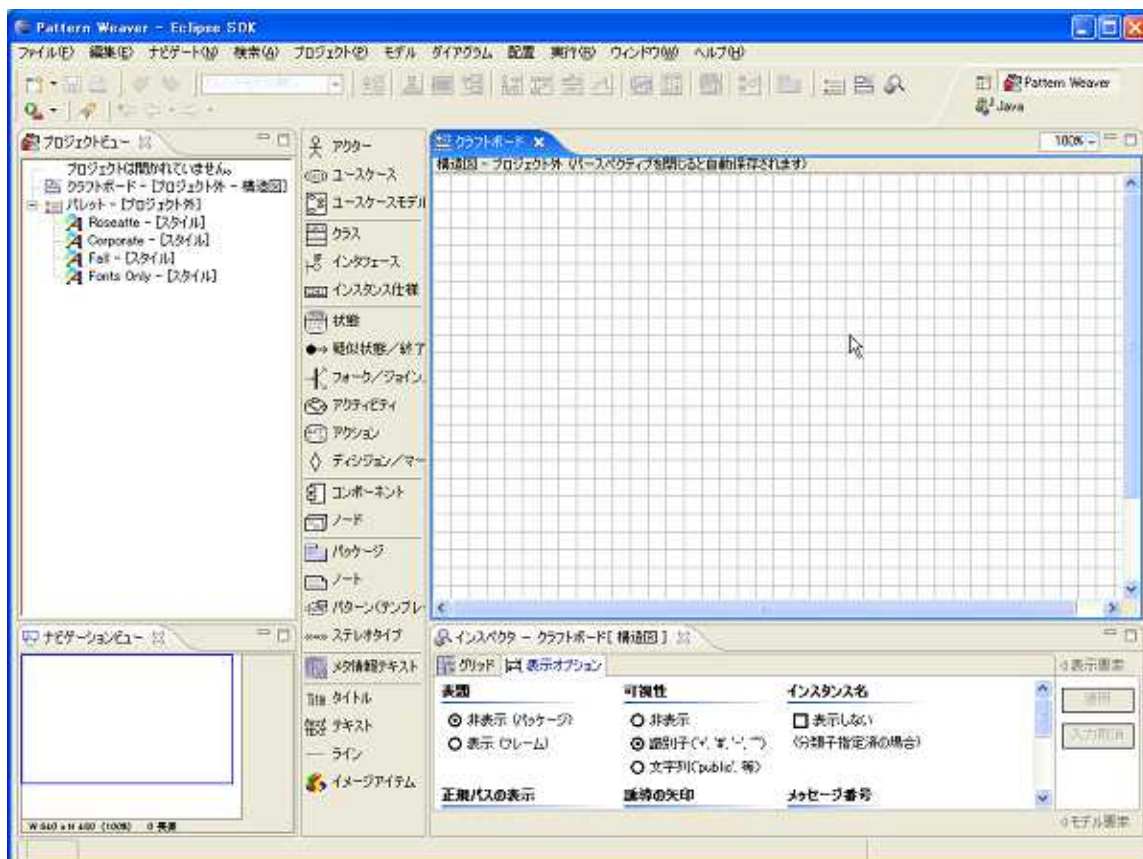 Pattern Weaver - Eclipse SDK
ファイル(F) 編集(E) ナビゲート(N) 検索(A) プロジェクト(P) モデル ダイアグラム 配置 実行(R) ウィンドウ(W) ヘルプ(H)
Pattern Weaver
Java
プロジェクトビュー
プロジェクトは開かれていません。
クラフトボード - [プロジェクト外 - 構造図]
パレット - [プロジェクト外]
Roseatte - [スタイル]
Corporate - [スタイル]
Fall - [スタイル]
Fonts Only - [スタイル]
アクター
ユースケース
ユースケースモデル
クラス
インタフェース
インスタンス仕様
状態
疑似状態/終了
フォーク/ジョイン
アクティビティ
アクション
ディシジョン/マー
コンポーネント
ノード
パッケージ
ノート
パターン(テンプレ
ステレオタイプ
メタ情報テキスト
Title タイトル
テキスト
ライン
イメージアイテム
クラフトボード
100%
構造図 - プロジェクト外 (パースペクティブを閉じると自動保存されます)
ナビゲーションビュー
W 640 x H 480 (100%) 0 長裏
インスペクタ - クラフトボード[ 構造図 ]
グリッド 表示オプション
表題
非表示 (パッケージ)
表示 (フレーム)
可視性
非表示
識別子('+', '#', '-', '~')
文字列('public', 等)
インスタンス名
表示しない
(分類子指定済の場合)
正規パスの表示 誘導の矢印 メッセージ番号
表示要素
適用
入力取消
モデル要素